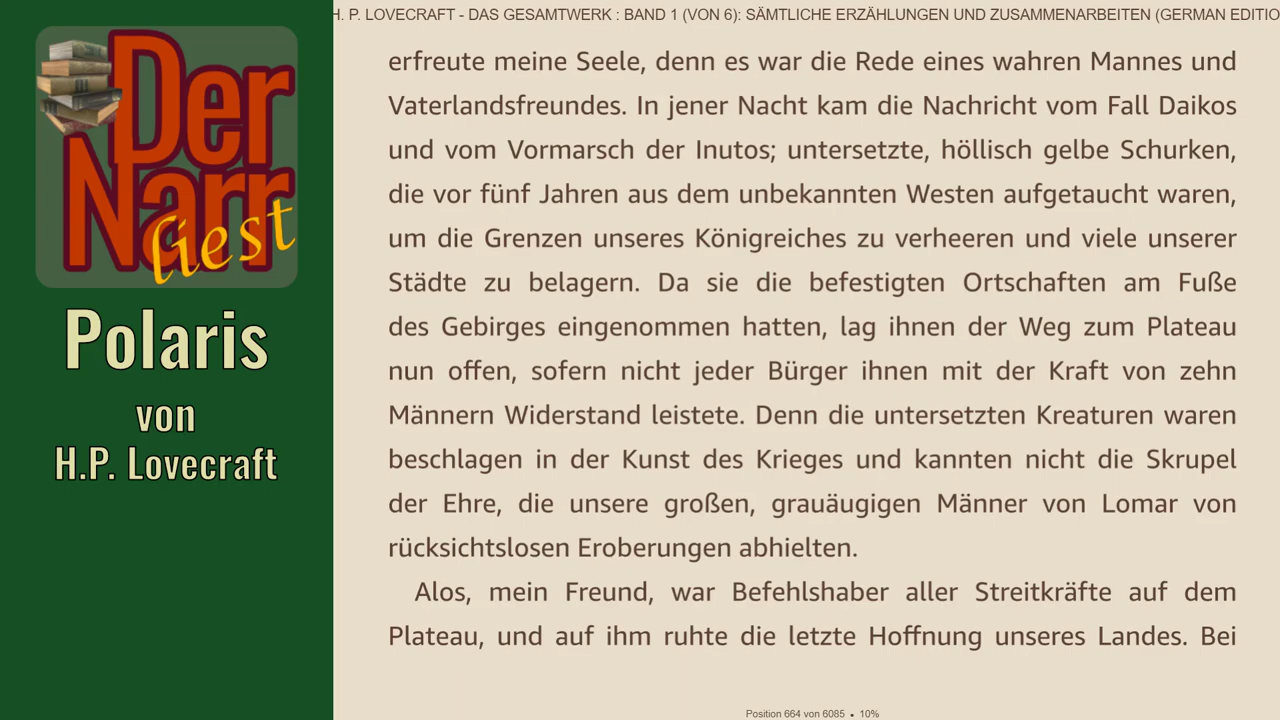 Der
Narr
liest
Polaris
von
H.P. Lovecraft
H. P. LOVECRAFT - DAS GESAMTWERK : BAND 1 (VON 6): SÄMTLICHE ERZÄHLUNGEN UND ZUSAMMENARBEITEN (GERMAN EDITIO
erfreute meine Seele, denn es war die Rede eines wahren Mannes und
Vaterlandsfreundes. In jener Nacht kam die Nachricht vom Fall Daikos
und vom Vormarsch der Inutos; untersetzte, höllisch gelbe Schurken,
die vor fünf Jahren aus dem unbekannten Westen aufgetaucht waren,
um die Grenzen unseres Königreiches zu verheeren und viele unserer
Städte zu belagern. Da sie die befestigten Ortschaften am Fuße
des Gebirges eingenommen hatten, lag ihnen der Weg zum Plateau
nun offen, sofern nicht jeder Bürger ihnen mit der Kraft von zehn
Männern Widerstand leistete. Denn die untersetzten Kreaturen waren
beschlagen in der Kunst des Krieges und kannten nicht die Skrupel
der Ehre, die unsere großen, grauäugigen Männer von Lomar von
rücksichtslosen Eroberungen abhielten.
Alos, mein Freund, war Befehlshaber aller Streitkräfte auf dem
Plateau, und auf ihm ruhte die letzte Hoffnung unseres Landes. Bei
Position 664 von 6085 • 10%